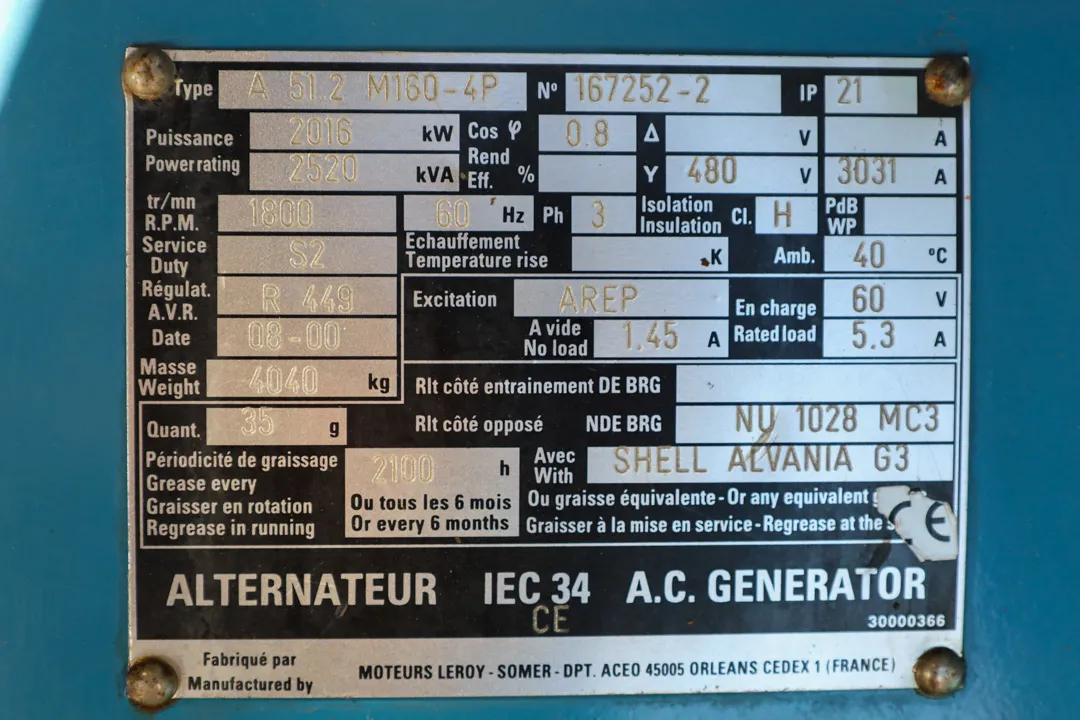 Type A 51.2 M160-4P N° 167252-2 IP 21
Puissance 2016 kW Cos φ 0.8 Δ V A
Power rating 2520 kVA Rend Eff. % Y 480 V 3031 A
tr/mn R.P.M. 1800 60 Hz Ph 3 Isolation Insulation Cl. H PdB WP
Service Duty S2 Echauffement Temperature rise K Amb. 40 °C
Régulat. A.V.R. R 449 Excitation AREP En charge 60 V
Date 08-00 A vide No load 1.45 A Rated load 5.3 A
Masse Weight 4040 kg Rlt côté entrainement DE BRG
Quant. 35 g Rlt côté opposé NDE BRG NU 1028 MC3
Périodicité de graissage
Grease every 2100 h Avec With SHELL ALVANIA G3
Graisser en rotation Ou tous les 6 mois Ou graisse équivalente - Or any equivalent
Regrease in running Or every 6 months Graisser à la mise en service - Regrease at the
CE
ALTERNATEUR IEC 34 A.C. GENERATOR
CE
30000366
Fabriqué par
Manufactured by MOTEURS LEROY - SOMER - DPT. ACEO 45005 ORLEANS CEDEX 1 (FRANCE)